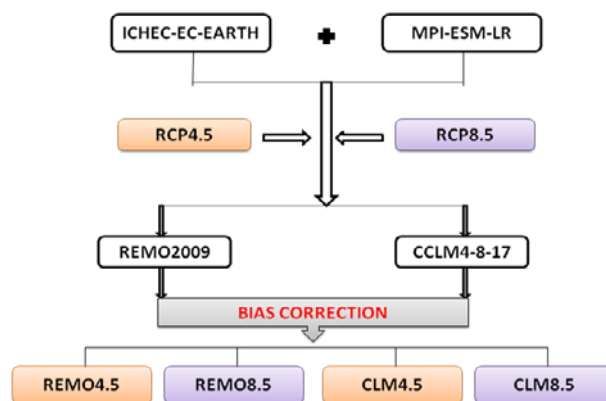 ICHEC-EC-EARTH
MPI-ESM-LR
RCP4.5
RCP8.5
REMO2009
CCLM4-8-17
BIAS CORRECTION
REMO4.5
REMO8.5
CLM4.5
CLM8.5